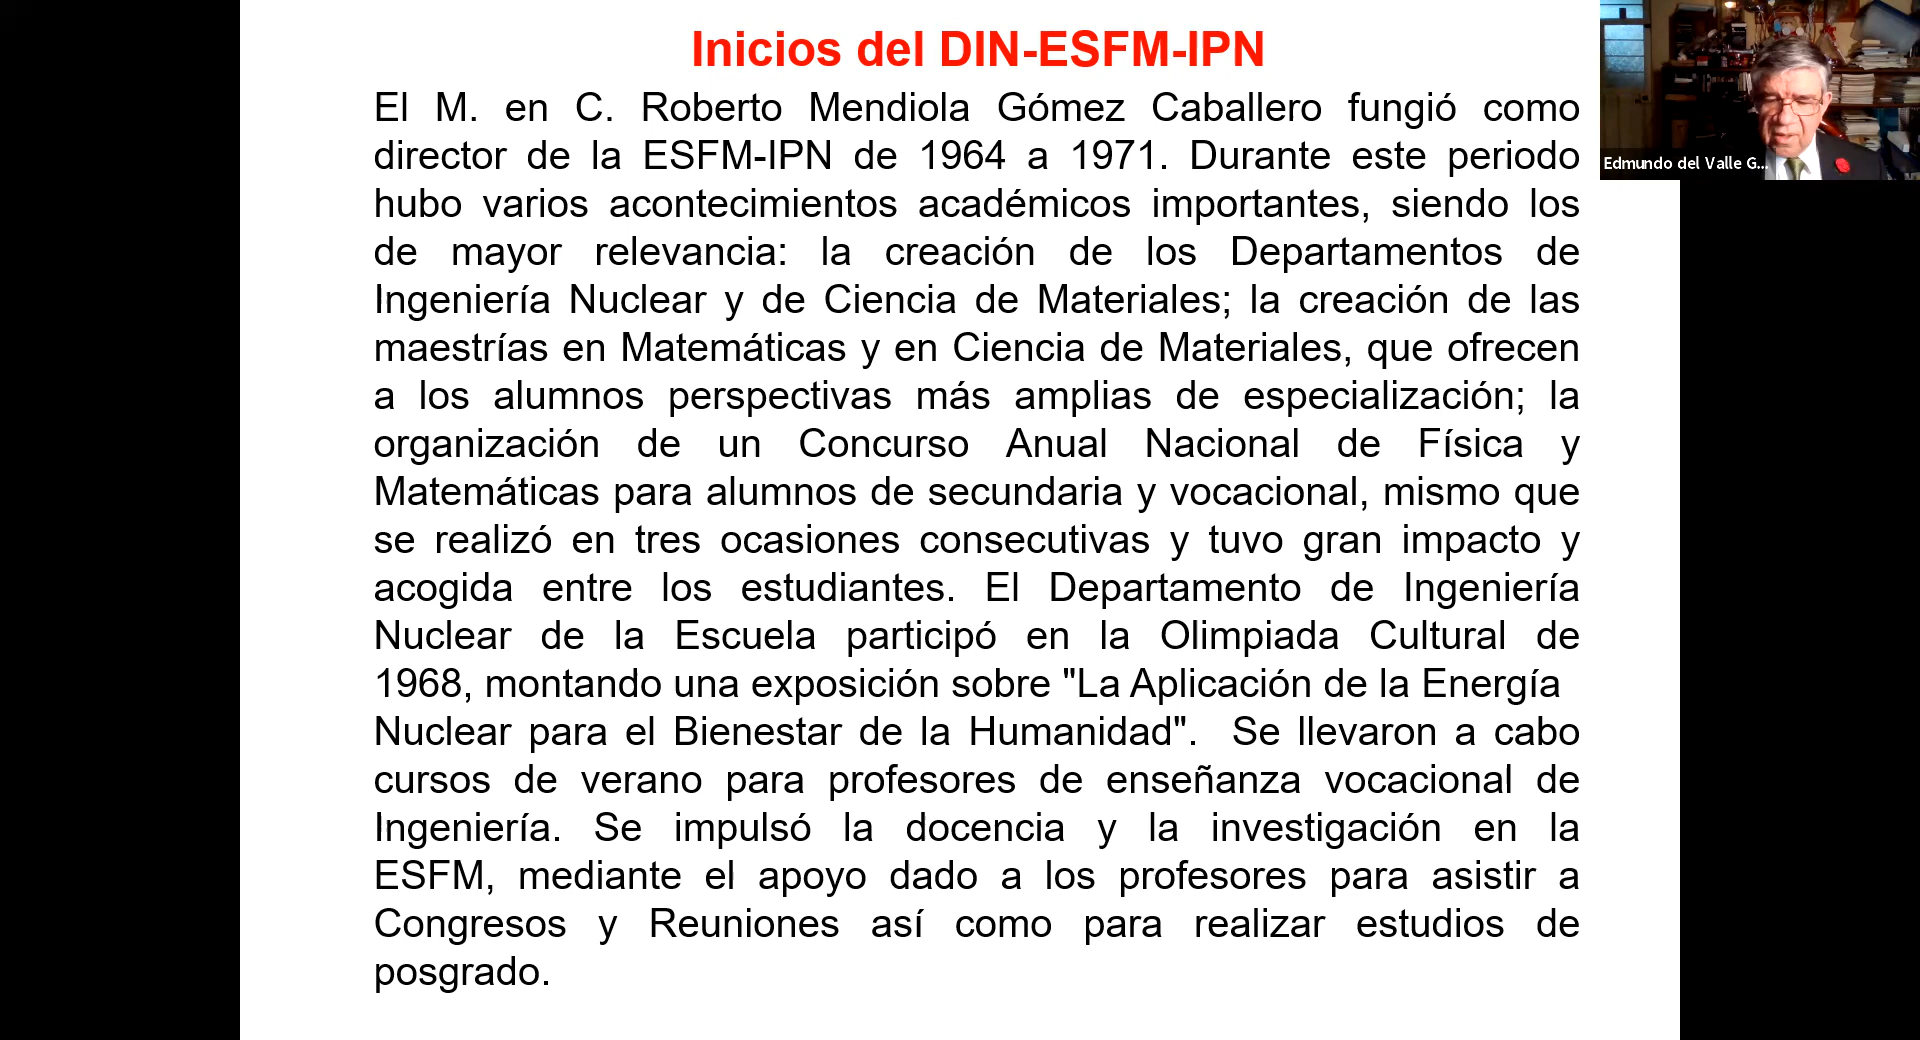 Inicios del DIN-ESFM-IPN
El M. en C. Roberto Mendiola Gómez Caballero fungió como
director de la ESFM-IPN de 1964 a 1971. Durante este periodo
hubo varios acontecimientos académicos importantes, siendo los
de mayor relevancia: la creación de los Departamentos de
Ingeniería Nuclear y de Ciencia de Materiales; la creación de las
maestrías en Matemáticas y en Ciencia de Materiales, que ofrecen
a los alumnos perspectivas más amplias de especialización; la
organización de un Concurso Anual Nacional de Física y
Matemáticas para alumnos de secundaria y vocacional, mismo que
se realizó en tres ocasiones consecutivas y tuvo gran impacto y
acogida entre los estudiantes. El Departamento de Ingeniería
Nuclear de la Escuela participó en la Olimpiada Cultural de
1968, montando una exposición sobre "La Aplicación de la Energía
Nuclear para el Bienestar de la Humanidad". Se llevaron a cabo
cursos de verano para profesores de enseñanza vocacional de
Ingeniería. Se impulsó la docencia y la investigación en la
ESFM, mediante el apoyo dado a los profesores para asistir a
Congresos y Reuniones así como para realizar estudios de
posgrado.
Edmundo del Valle G...